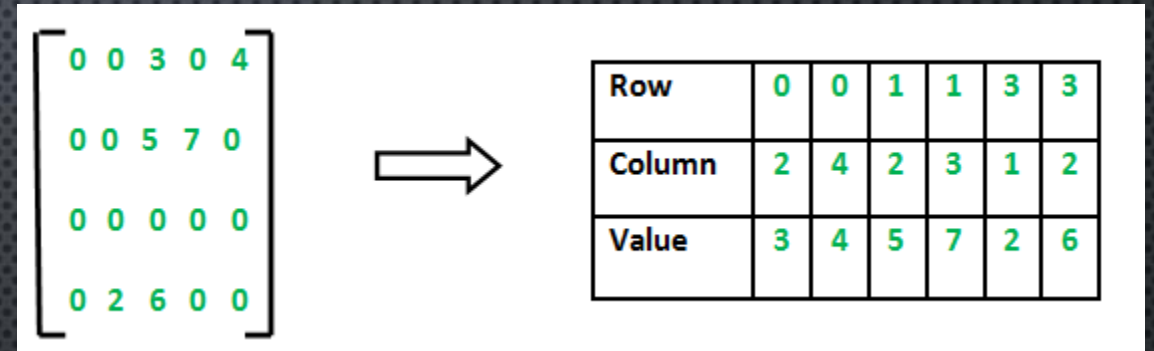 0 0 3 0 4
0 0 5 7 0
0 0 0 0 0
0 2 6 0 0
Row 0 0 1 1 3 3
Column 2 4 2 3 1 2
Value 3 4 5 7 2 6